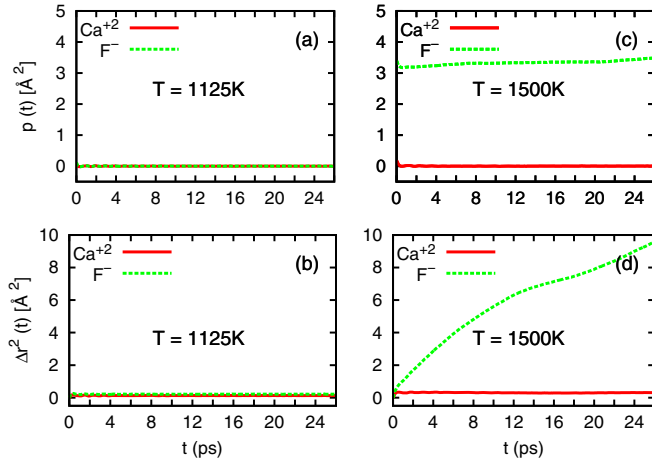 Ca⁺² (a)
F⁻
T = 1125K
p (t) [Å ²]
5
4
3
2
1
0
0 4 8 12 16 20 24
Ca⁺² (c)
F⁻
T = 1500K
5
4
3
2
1
0
0 4 8 12 16 20 24
Ca⁺² (b)
F⁻
T = 1125K
Δr² (t) [Å ²]
10
8
6
4
2
0
0 4 8 12 16 20 24
t (ps)
Ca⁺² (d)
F⁻
T = 1500K
10
8
6
4
2
0
0 4 8 12 16 20 24
t (ps)